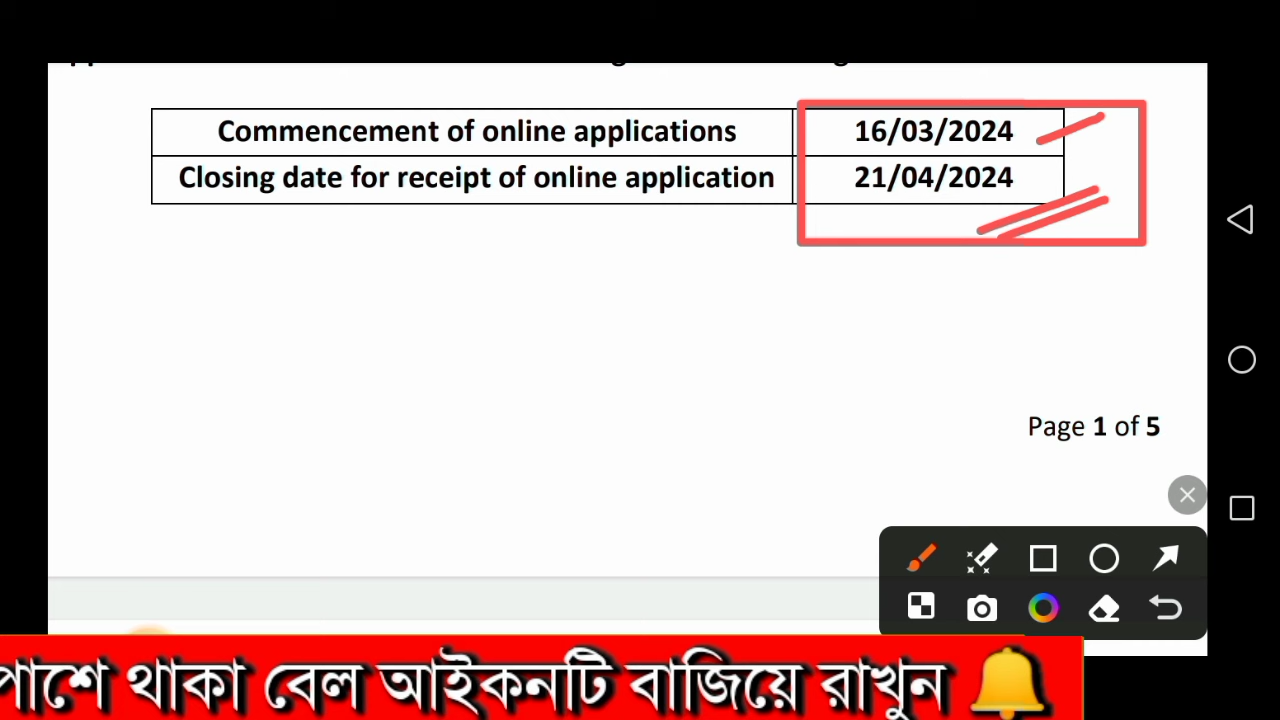 Commencement of online applications 16/03/2024
Closing date for receipt of online application 21/04/2024
Page 1 of 5
পাশে থাকা বেল আইকনটি বাজিয়ে রাখুন 🔔